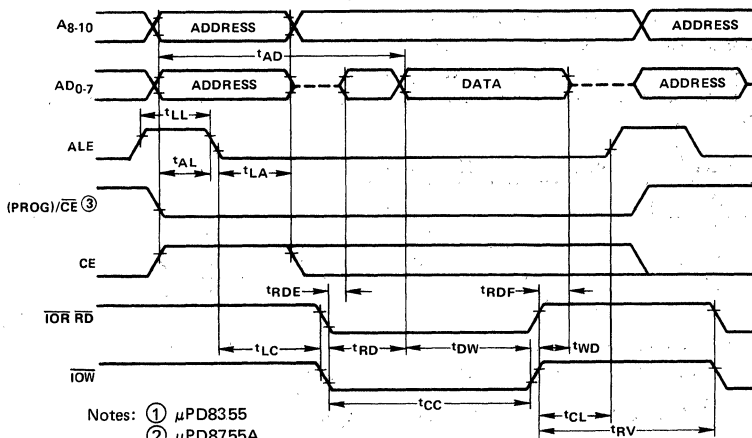 A8-10
ADDRESS
ADDRESS
tAD
AD0-7
ADDRESS
DATA
ADDRESS
tLL
ALE
tAL
tLA
(PROG)/CE ③
CE
tRDE
tRDF
IOR RD
tLC
tRD
tDW
tWD
IOW
tCC
tCL
tRV
Notes: ① μPD8355
② μPD8755A